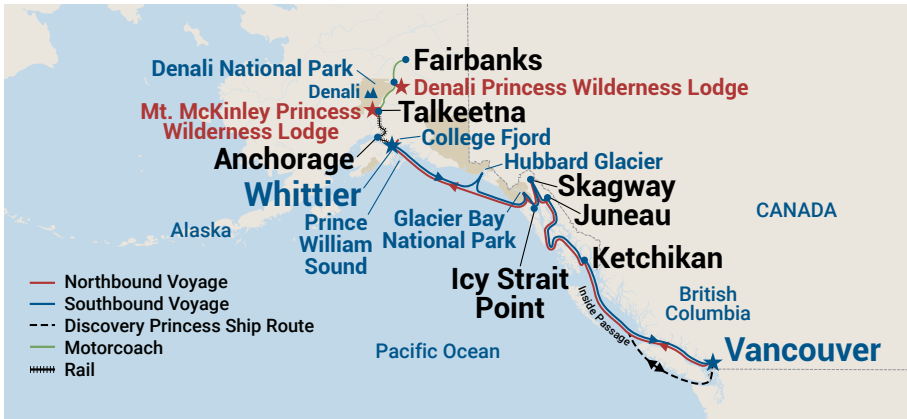 Fairbanks
Denali National Park
Denali
Denali Princess Wilderness Lodge
Mt. McKinley Princess
Wilderness Lodge
Talkeetna
College Fjord
Anchorage
Hubbard Glacier
Whittier
Skagway
Juneau
Prince
William
Sound
Glacier Bay
National Park
CANADA
Alaska
Ketchikan
Icy Strait
Point
Northbound Voyage
Southbound Voyage
Discovery Princess Ship Route
Motorcoach
Rail
Inside Passage
British
Columbia
Pacific Ocean
Vancouver